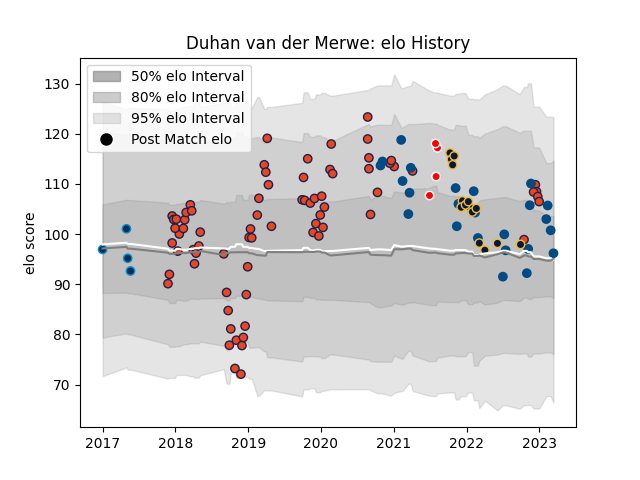 Duhan van der Merwe: elo History
50% elo Interval
80% elo Interval
95% elo Interval
Post Match elo
elo score
130
120
110
100
90
80
70
2017
2018
2019
2020
2021
2022
2023